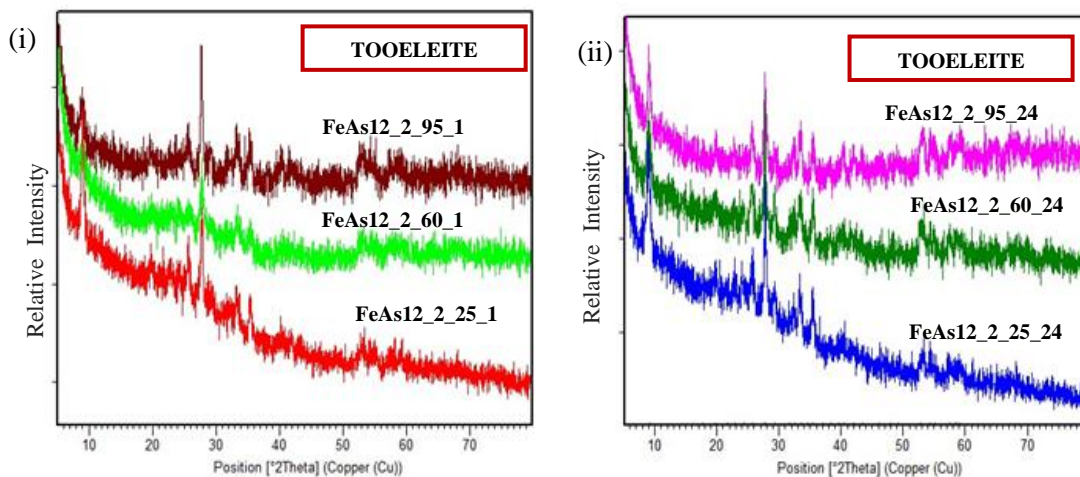 (i)
TOOELEITE
FeAs12_2_95_1
FeAs12_2_60_1
FeAs12_2_25_1
Relative Intensity
10 20 30 40 50 60 70
Position [°2Theta] (Copper (Cu))
(ii)
TOOELEITE
FeAs12_2_95_24
FeAs12_2_60_24
FeAs12_2_25_24
Relative Intensity
10 20 30 40 50 60 70
Position [°2Theta] (Copper (Cu))